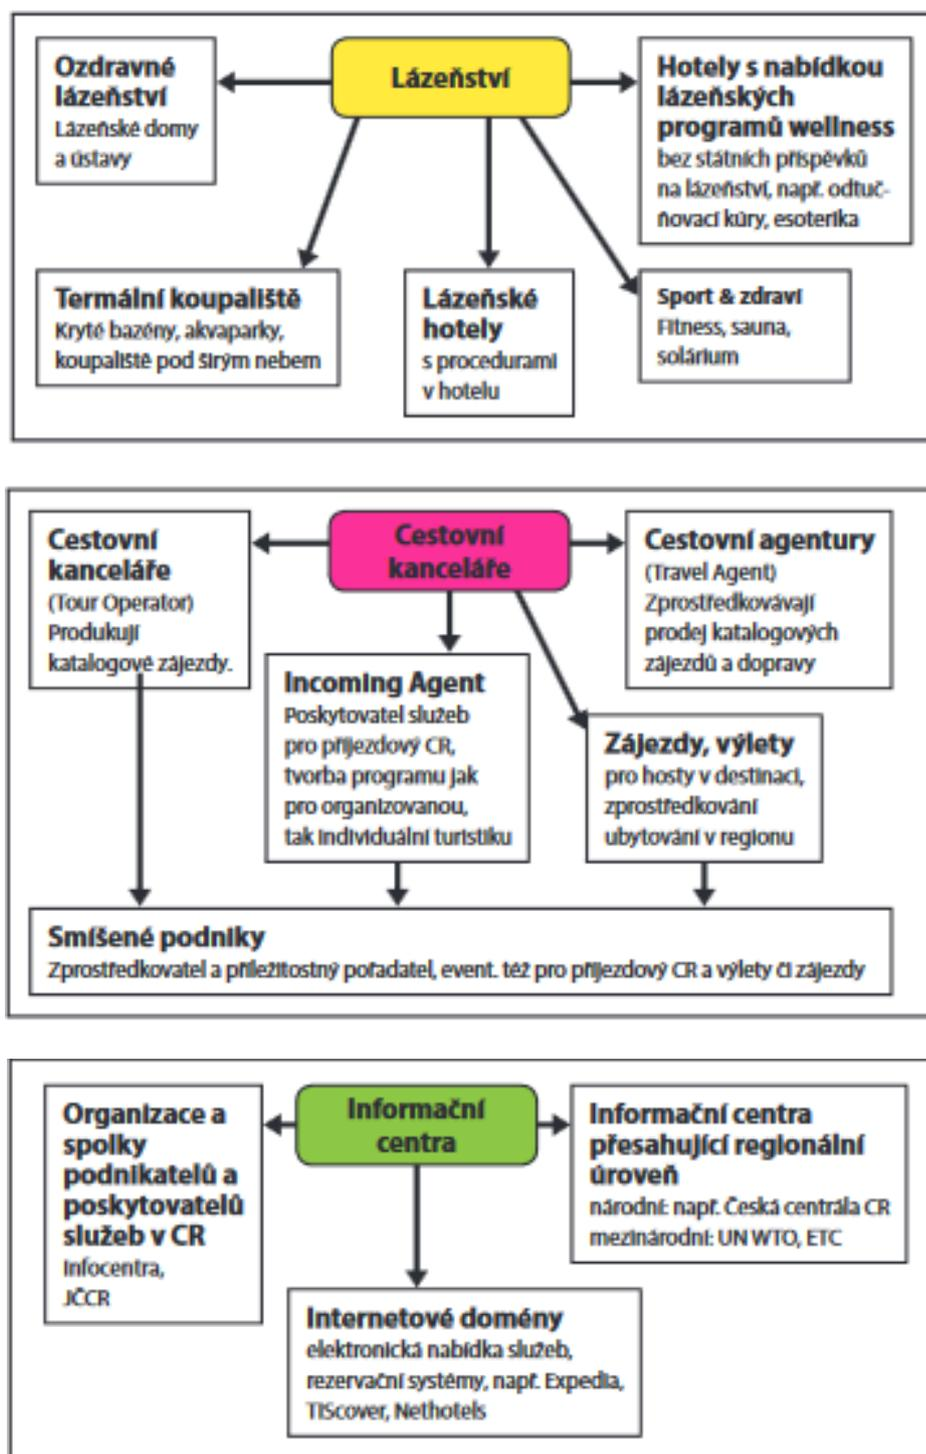 Lázeňství
Ozdravné
lázeňství
Lázeňské domy
a ústavy
Hotely s nabídkou
lázeňských
programů wellness
bez státních příspěvků
na lázeňství, např. odtuč-
ňovací kúry, esoterika
Termální koupaliště
Kryté bazény, akvaparky,
koupaliště pod širým nebem
Lázeňské
hotely
s procedurami
v hotelu
Sport & zdraví
Fitness, sauna,
solárium
Cestovní
kanceláře
Cestovní
kanceláře
(Tour Operator)
Produkují
katalogové zájezdy.
Cestovní agentury
(Travel Agent)
Zprostředkovávají
prodej katalogových
zájezdů a dopravy
Incoming Agent
Poskytovatel služeb
pro příjezdový CR,
tvorba programu jak
pro organizovanou,
tak individuální turistiku
Zájezdy, výlety
pro hosty v destinaci,
zprostředkování
ubytování v regionu
Smíšené podniky
Zprostředkovatel a příležitostný pořadatel, event. též pro příjezdový CR a výlety či zájezdy
Informační
centra
Organizace a
spolky
podnikatelů a
poskytovatelů
služeb v CR
Infocentra,
JČCR
Informační centra
přesahující regionální
úroveň
národní: např. Česká centrála CR
mezinárodní: UN WTO, ETC
Internetové domény
elektronická nabídka služeb,
rezervační systémy, např. Expedia,
TIScover, Nethotels